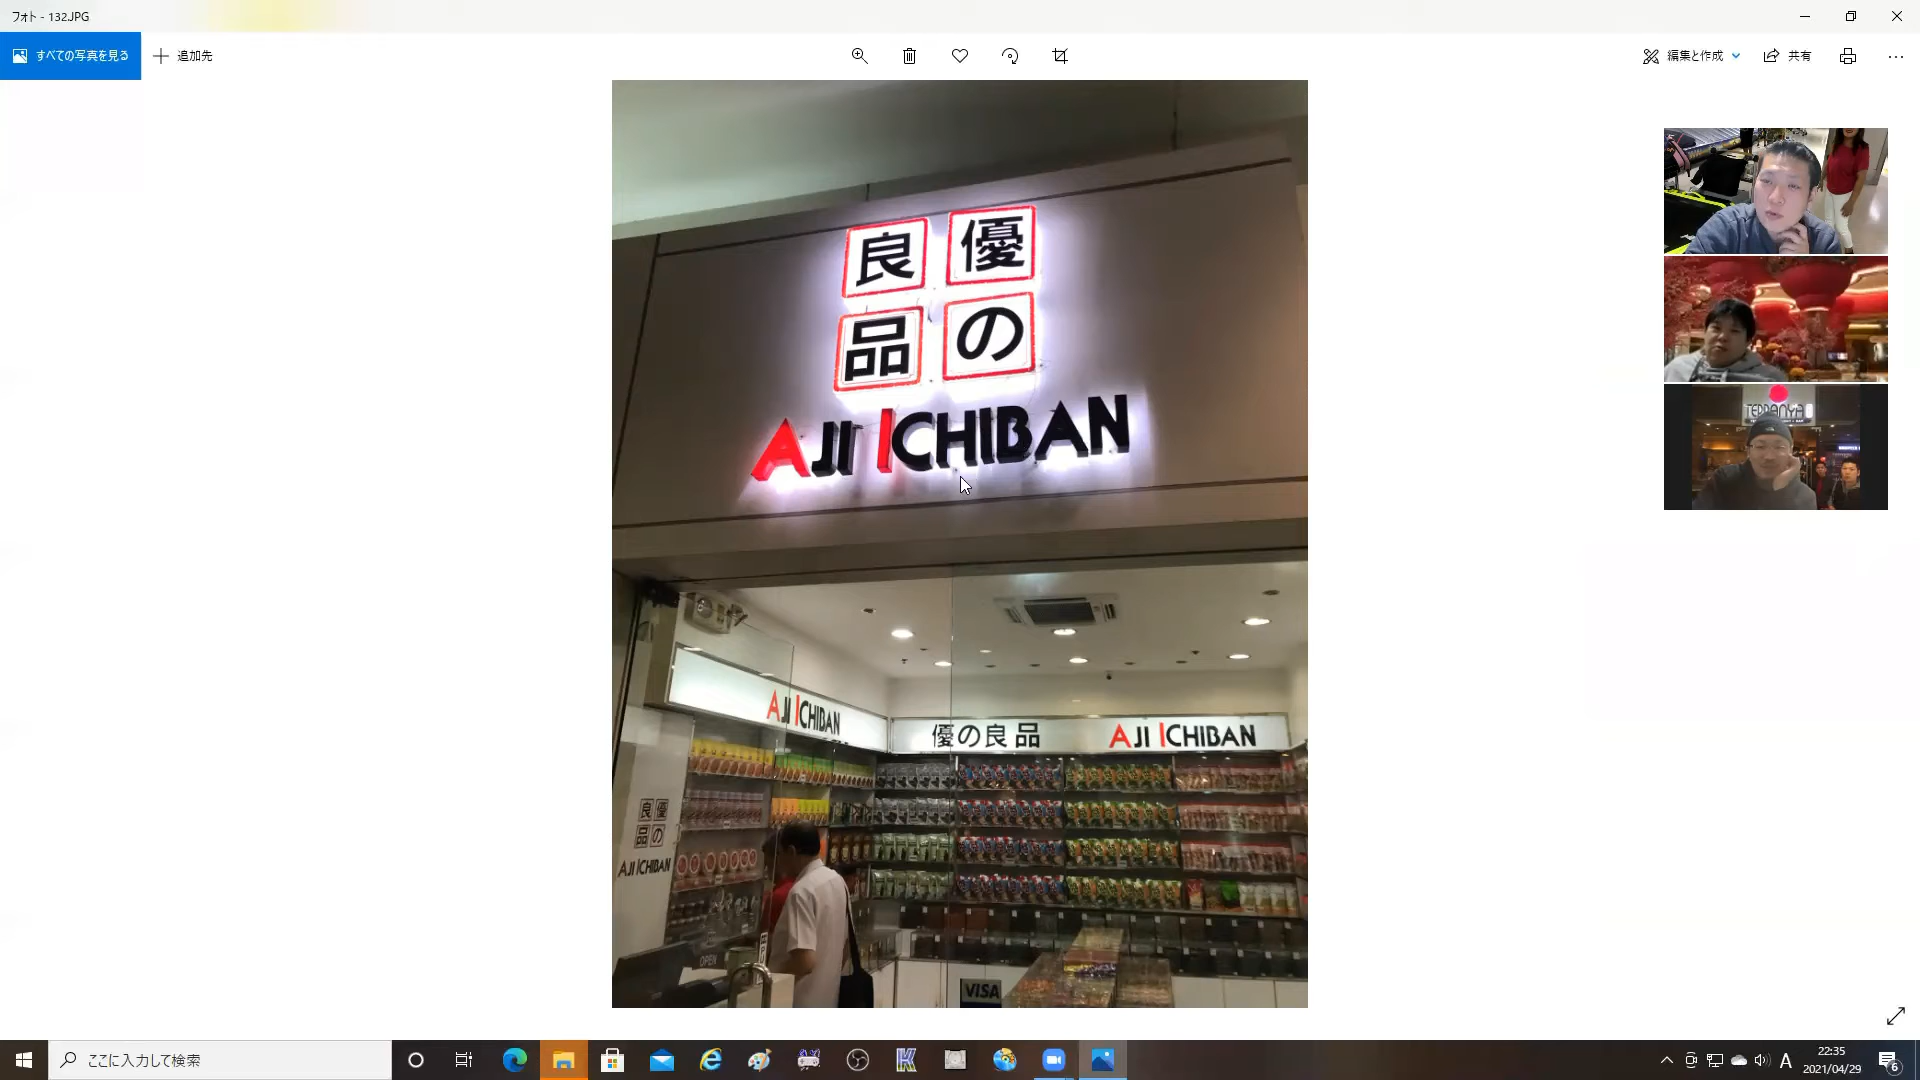 フォト - 132.JPG
すべての写真を見る
追加先
編集と作成
共有
優の
良品
AJI ICHIBAN
AJI ICHIBAN
優の良品 AJI ICHIBAN
優の
良品
AJI ICHIBAN
OPEN
VISA
TEPPANYAKI
ここに入力して検索
A
22:35
2021/04/29
6